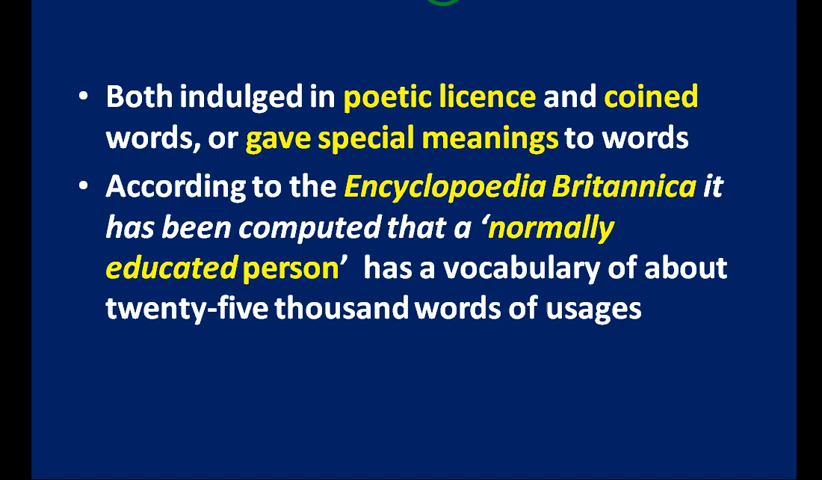 • Both indulged in poetic licence and coined
words, or gave special meanings to words
• According to the Encyclopoedia Britannica it
has been computed that a ‘normally
educated person’ has a vocabulary of about
twenty-five thousand words of usages